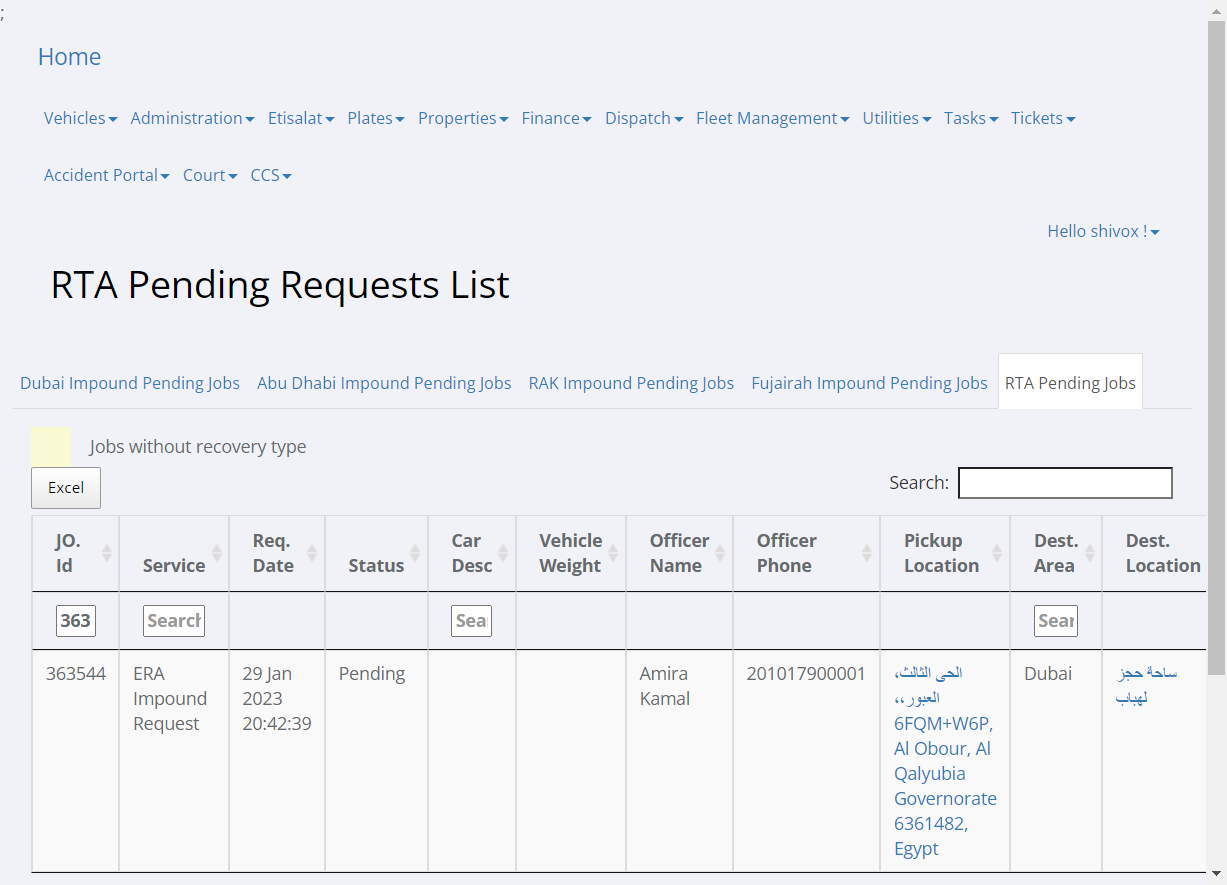 ;
Home
Vehicles Administration Etisalat Plates Properties Finance Dispatch Fleet Management Utilities Tasks Tickets
Accident Portal Court CCS
Hello shivox !
RTA Pending Requests List
Dubai Impound Pending Jobs Abu Dhabi Impound Pending Jobs RAK Impound Pending Jobs Fujairah Impound Pending Jobs RTA Pending Jobs
Jobs without recovery type
Excel Search:
JO. Id Service Req. Date Status Car Desc Vehicle Weight Officer Name Officer Phone Pickup Location Dest. Area Dest. Location
363 Search Sear Sear
363544 ERA Impound Request 29 Jan 2023 20:42:39 Pending Amira Kamal 201017900001
الحى الثالث،
العبور،،
6FQM+W6P,
Al Obour, Al
Qalyubia
Governorate
6361482,
Egypt
Dubai
ساحة حجز
لهباب